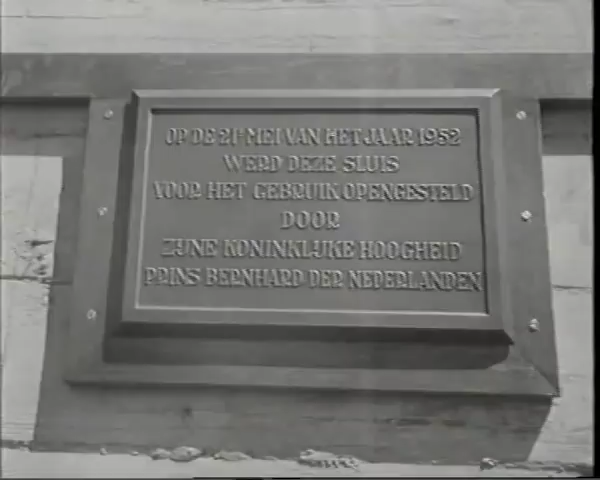 OP DE 21E MEI VAN HET JAAR 1952
WERD DEZE SLUIS
VOOR HET GEBRUIK OPENGESTELD
DOOR
ZIJNE KONINKLIJKE HOOGHEID
PRINS BERNHARD DER NEDERLANDEN